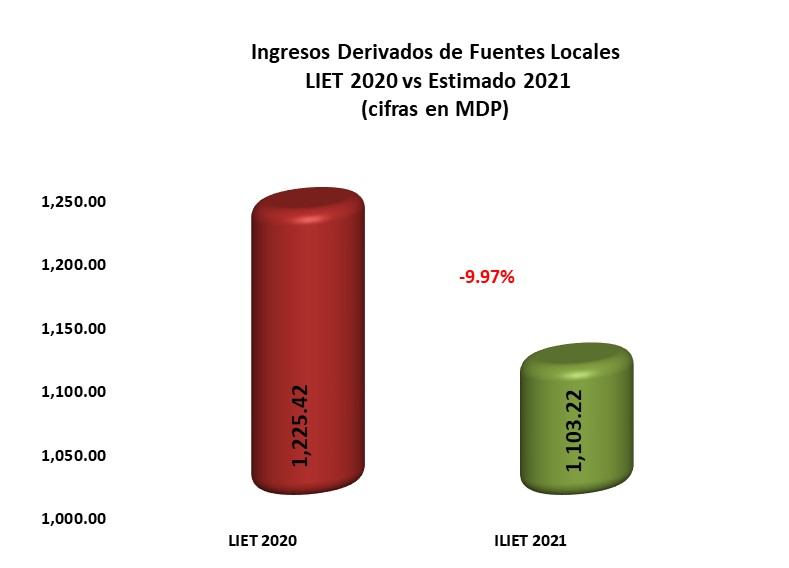 Ingresos Derivados de Fuentes Locales
LIET 2020 vs Estimado 2021
(cifras en MDP)
1,250.00
1,200.00
1,150.00
1,100.00
1,050.00
1,000.00
-9.97%
1,225.42
1,103.22
LIET 2020
ILIET 2021